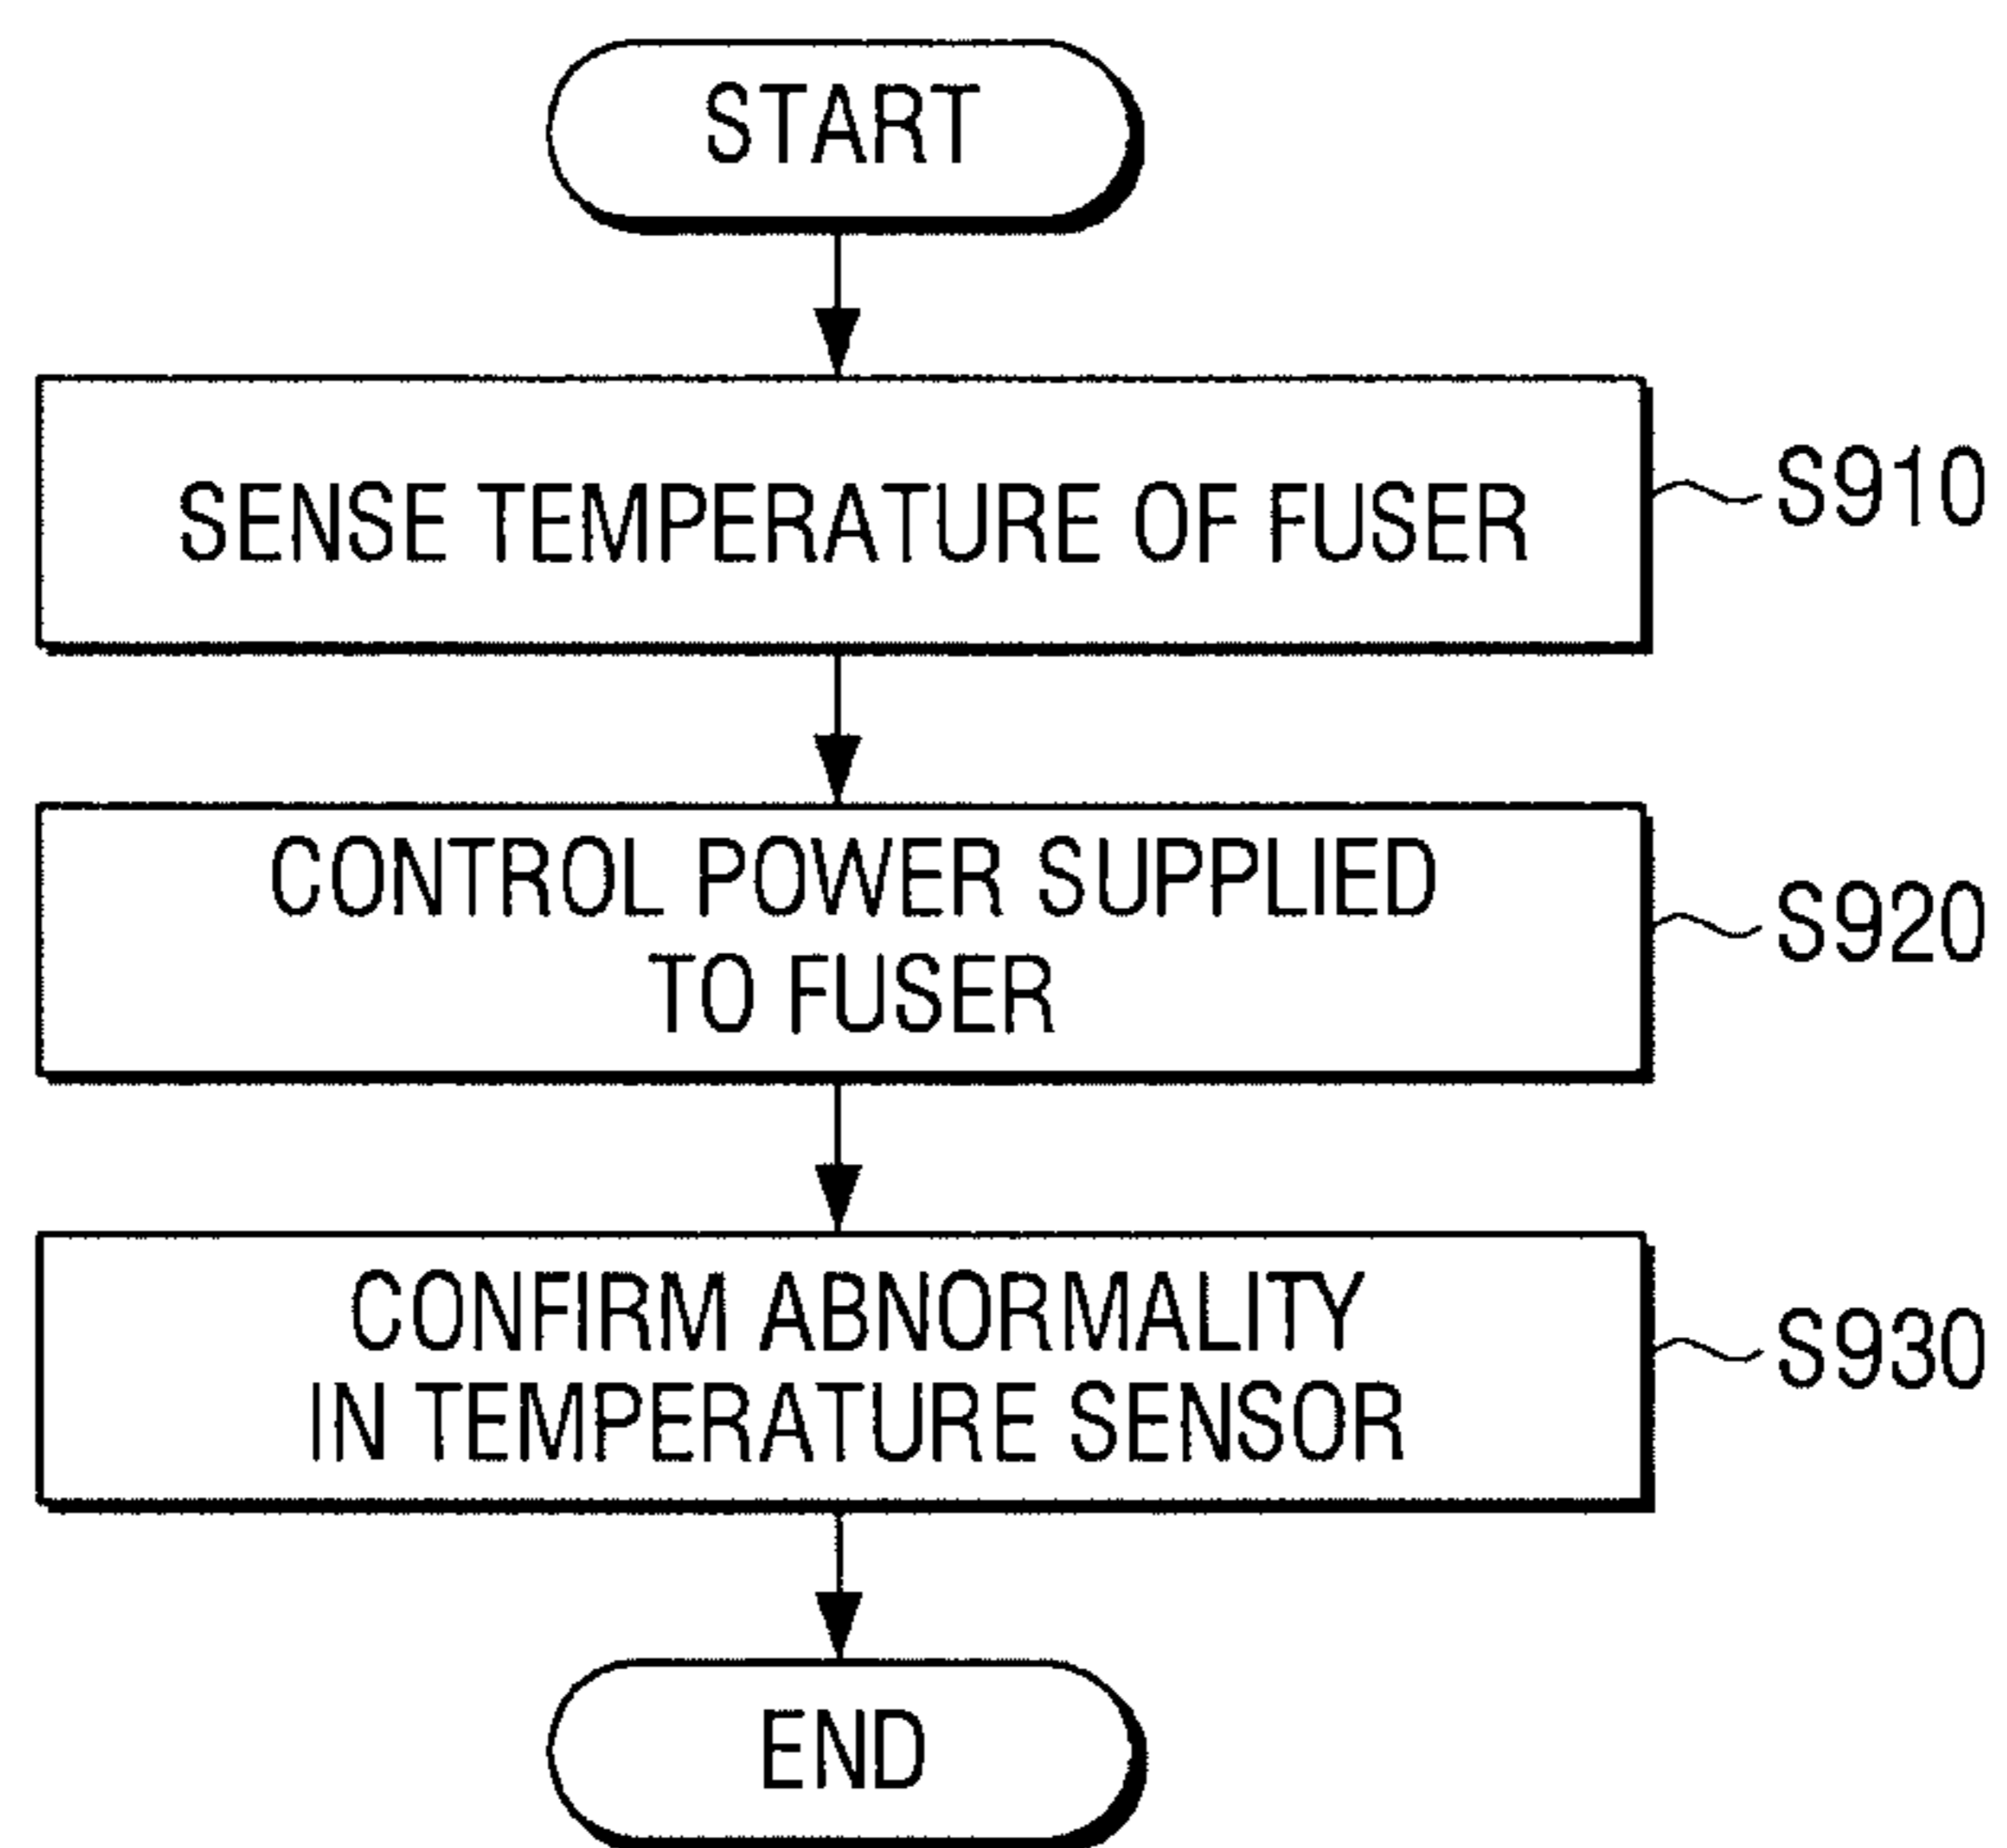 START
SENSE TEMPERATURE OF FUSER
S910
CONTROL POWER SUPPLIED
TO FUSER
S920
CONFIRM ABNORMALITY
IN TEMPERATURE SENSOR
S930
END